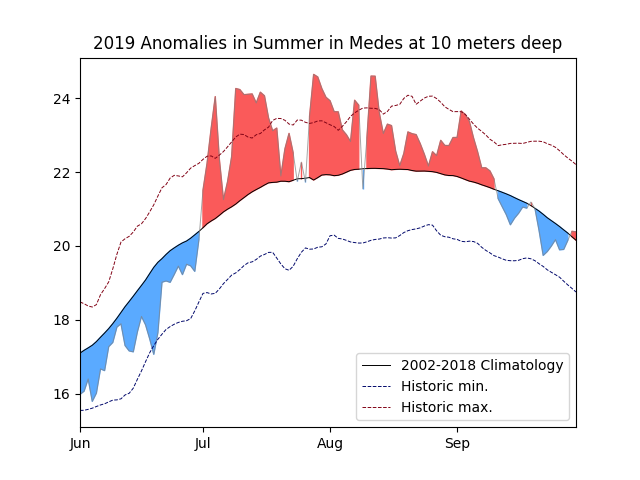 2019 Anomalies in Summer in Medes at 10 meters deep
24
22
20
18
16
Jun
Jul
Aug
Sep
2002-2018 Climatology
Historic min.
Historic max.